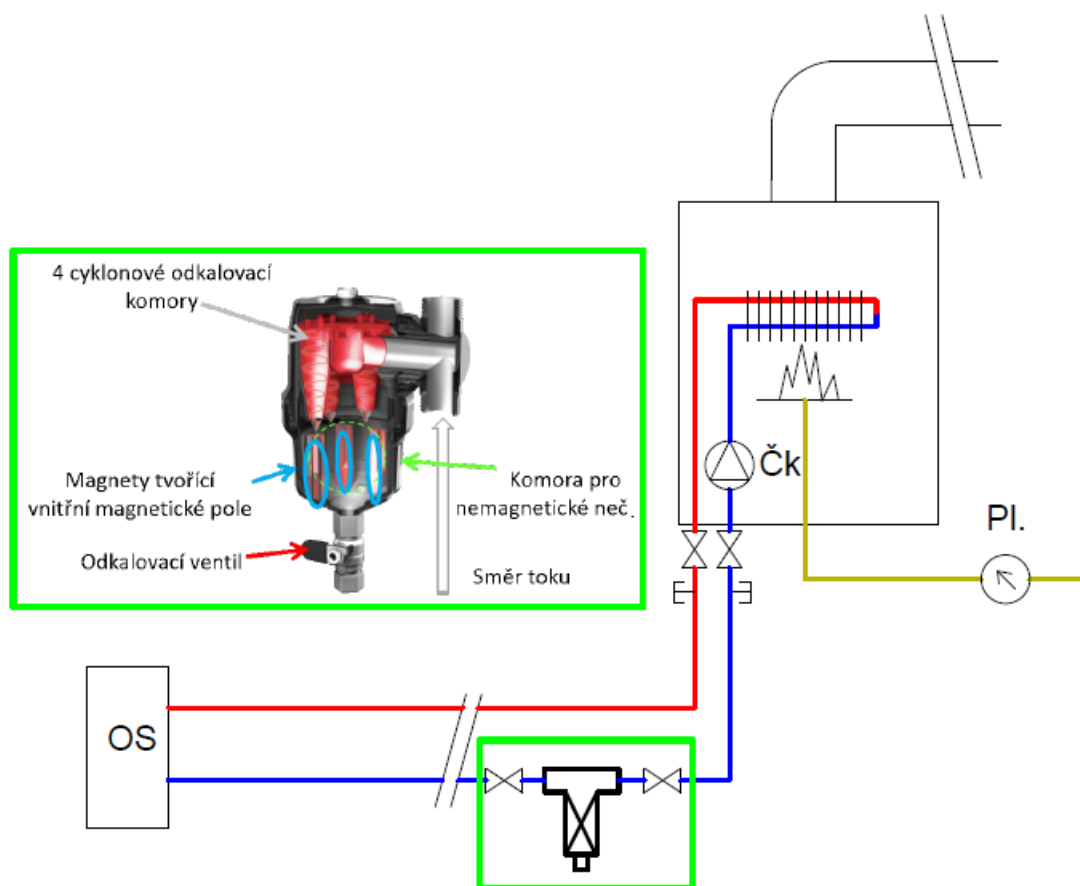 4 cyklonové odkalovací
komory
Magnety tvořící
vnitřní magnetické pole
Komora pro
nemagnetické neč.
Odkalovací ventil
Směr toku
Čk
Pl.
OS